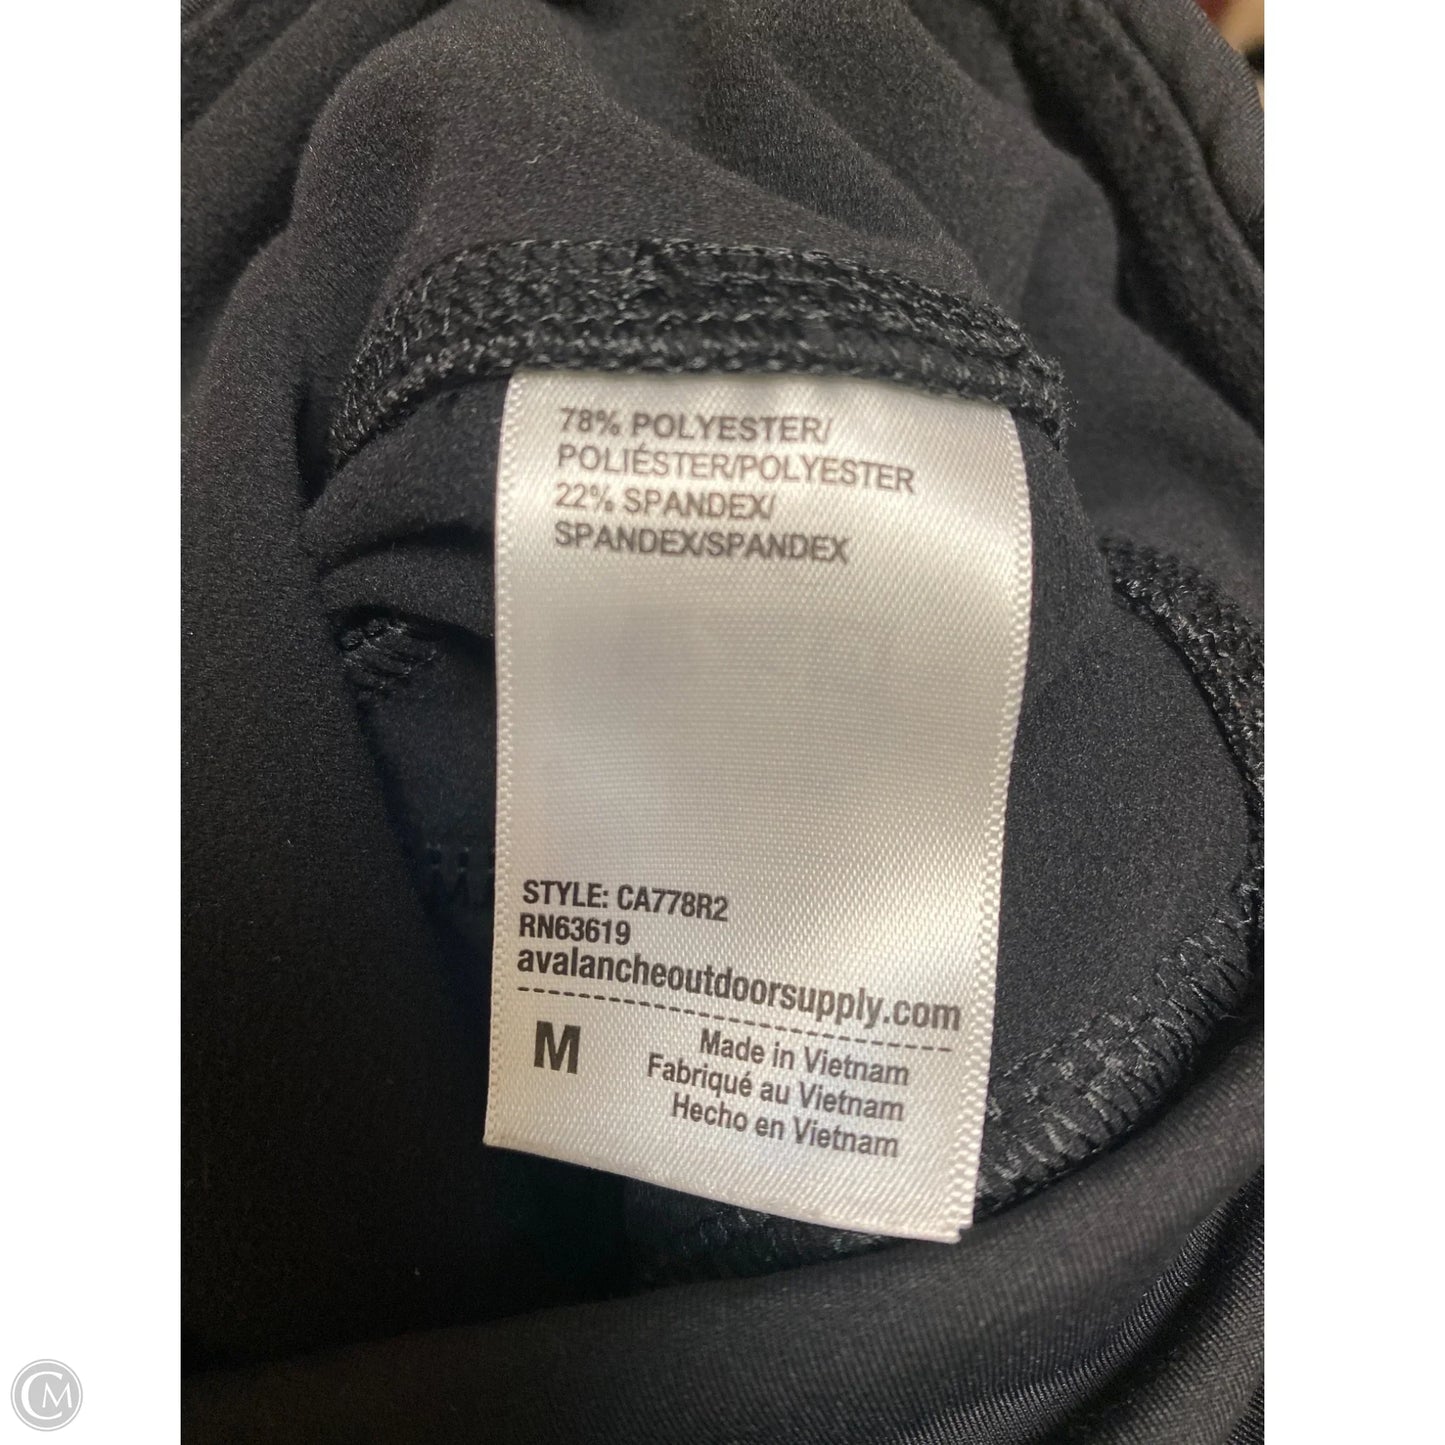 78% POLYESTER/
POLIÉSTER/POLYESTER
22% SPANDEX/
SPANDEX/SPANDEX
STYLE: CA778R2
RN63619
avalancheoutdoorsupply.com
M
Made in Vietnam
Fabriqué au Vietnam
Hecho en Vietnam
CM